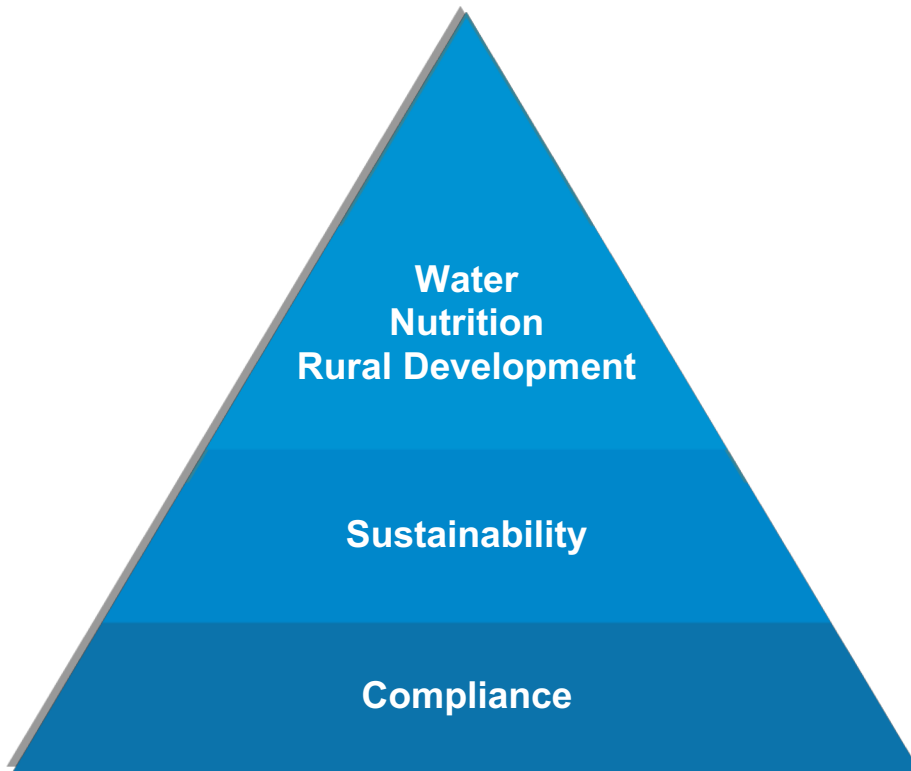 Water
Nutrition
Rural Development
Sustainability
Compliance